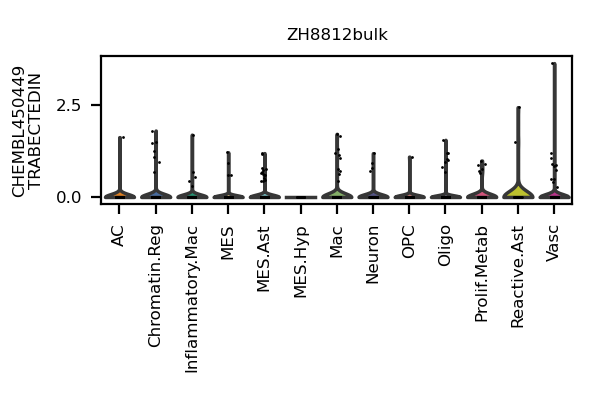 ZH8812bulk
CHEMBL450449
TRABECTEDIN
2.5
0.0
AC
Chromatin.Reg
Inflammatory.Mac
MES
MES.Ast
MES.Hyp
Mac
Neuron
OPC
Oligo
Prolif.Metab
Reactive.Ast
Vasc